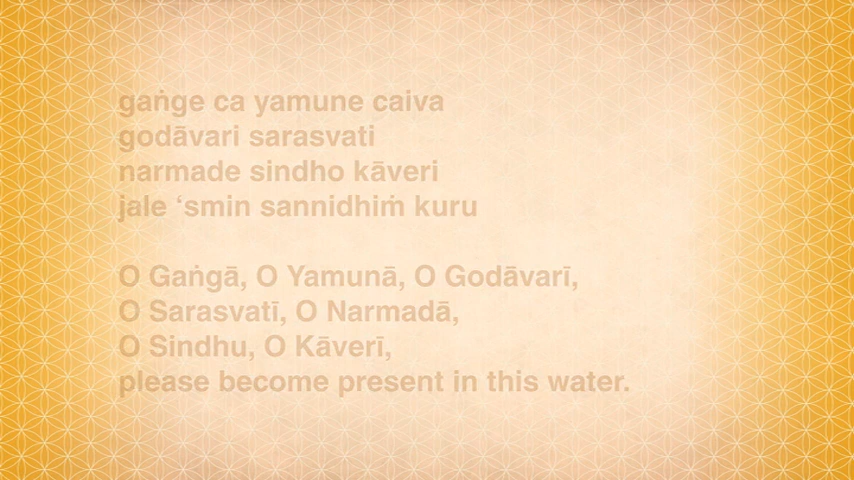 gaṅge ca yamune caiva
godāvari sarasvati
narmade sindho kāveri
jale ‘smin sannidhiṁ kuru
O Gaṅgā, O Yamunā, O Godāvarī,
O Sarasvatī, O Narmadā,
O Sindhu, O Kāverī,
please become present in this water.